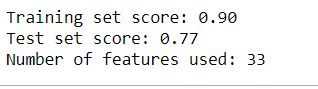 Training set score: 0.90
Test set score: 0.77
Number of features used: 33